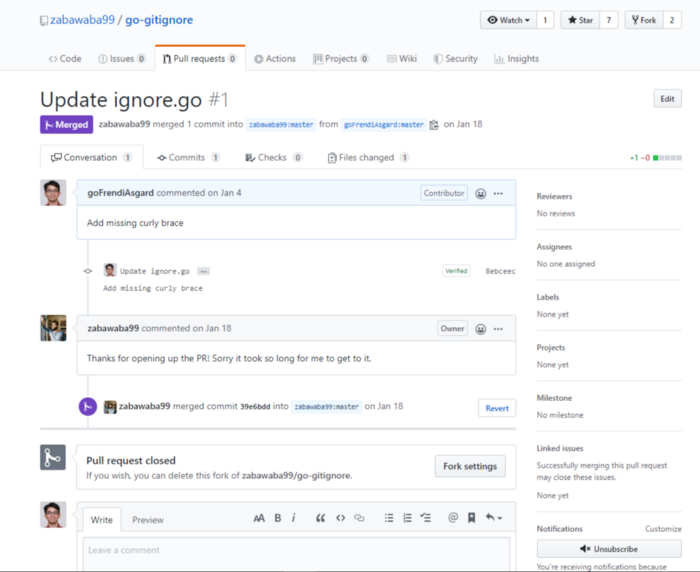 zabawaba99 / go-gitignore
Watch 1 Star 7 Fork 2
Code Issues 0 Pull requests 0 Actions Projects 0 Wiki Security Insights
Update ignore.go #1
Edit
Merged zabawaba99 merged 1 commit into zabawaba99:master from goFrendiAsgard:master on Jan 18
Conversation 1 Commits 1 Checks 0 Files changed 1 +1 −0
goFrendiAsgard commented on Jan 4 Contributor
Add missing curly brace
Update ignore.go Verified 8ebceec
Add missing curly brace
zabawaba99 commented on Jan 18 Owner
Thanks for opening up the PR! Sorry it took so long for me to get to it.
zabawaba99 merged commit 39e6bdd into zabawaba99:master on Jan 18 Revert
Pull request closed
If you wish, you can delete this fork of zabawaba99/go-gitignore.
Fork settings
Write Preview
AA B i
Leave a comment
Reviewers
No reviews
Assignees
No one assigned
Labels
None yet
Projects
None yet
Milestone
No milestone
Linked issues
Successfully merging this pull request
may close these issues.
None yet
Notifications Customize
Unsubscribe
You're receiving notifications because